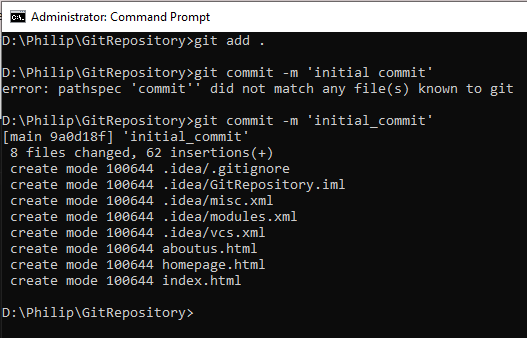 Administrator: Command Prompt
D:\Philip\GitRepository>git add .
D:\Philip\GitRepository>git commit -m 'initial commit'
error: pathspec 'commit'' did not match any file(s) known to git
D:\Philip\GitRepository>git commit -m 'initial_commit'
[main 9a0d18f] 'initial_commit'
 8 files changed, 62 insertions(+)
 create mode 100644 .idea/.gitignore
 create mode 100644 .idea/GitRepository.iml
 create mode 100644 .idea/misc.xml
 create mode 100644 .idea/modules.xml
 create mode 100644 .idea/vcs.xml
 create mode 100644 aboutus.html
 create mode 100644 homepage.html
 create mode 100644 index.html
D:\Philip\GitRepository>